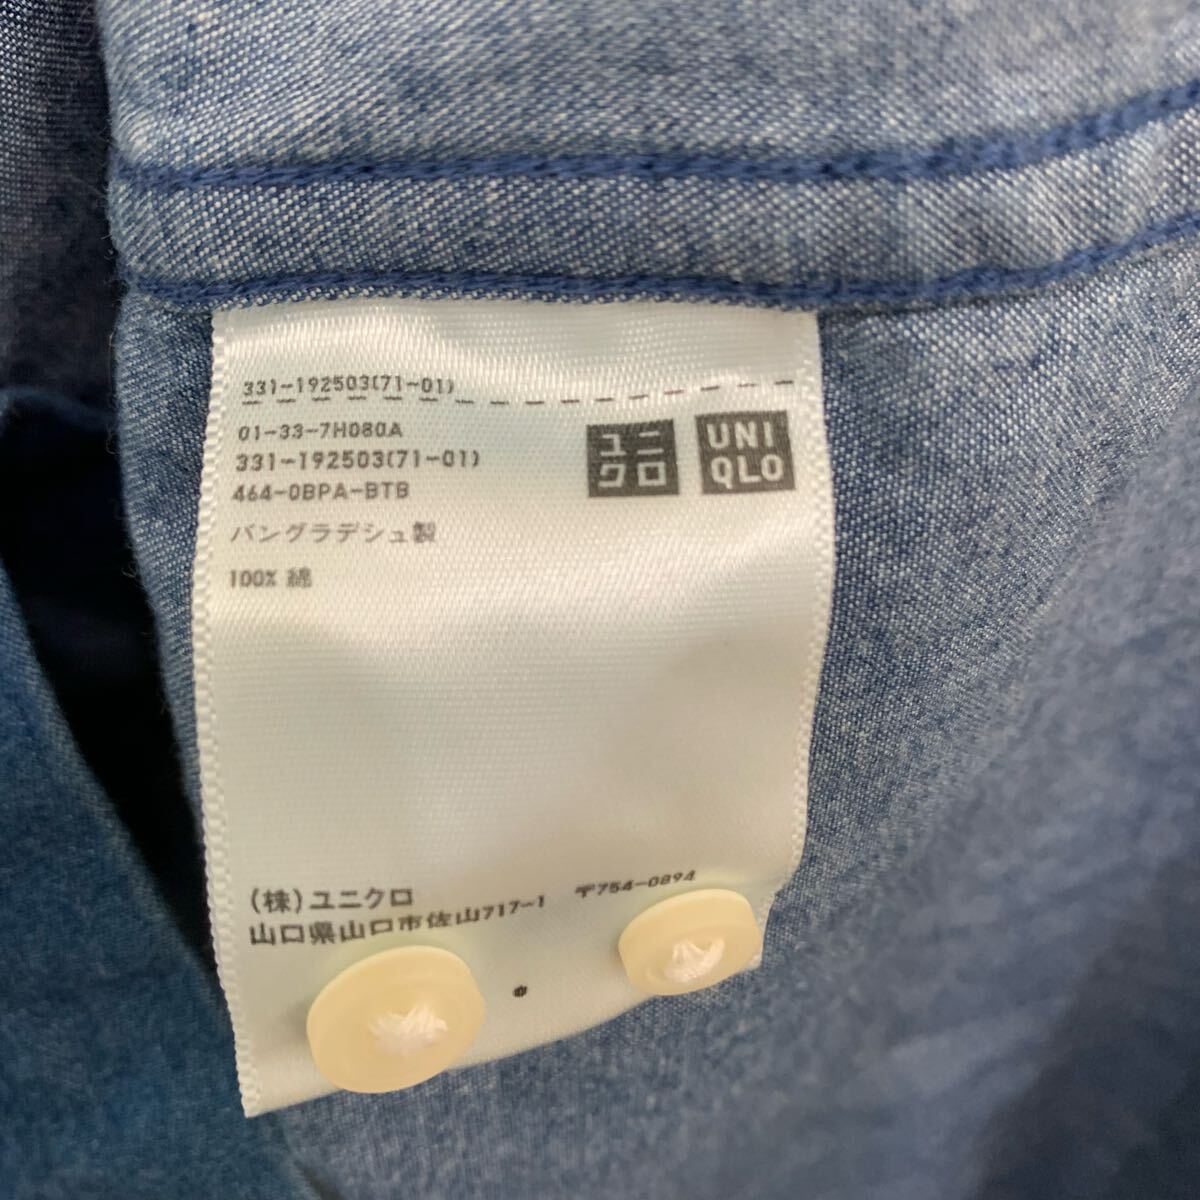 331-192503(71-01)
01-33-7H080A
331-192503(71-01)
464-0BPA-BTB
ユニ
クロ
UNI
QLO
バングラデシュ製
100% 綿
(株)ユニクロ
山口県山口市佐山717-1 〒754-0894